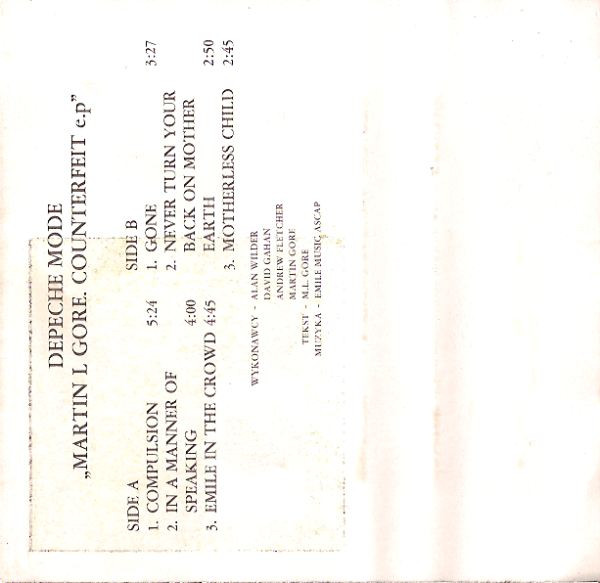 DEPECHE MODE
„MARTIN L GORE. COUNTERFEIT e.p”
SIDE A
1. COMPULSION 5:24
2. IN A MANNER OF
SPEAKING 4:00
3. EMILE IN THE CROWD 4:45
SIDE B
1. GONE 3:27
2. NEVER TURN YOUR
BACK ON MOTHER
EARTH 2:50
3. MOTHERLESS CHILD 2:45
WYKONAWCY - ALAN WILDER
DAVID GAHAN
ANDREW FLETCHER
MARTIN GORE
TEKST - M.L. GORE
MUZYKA - EMILE MUSIC ASCAP